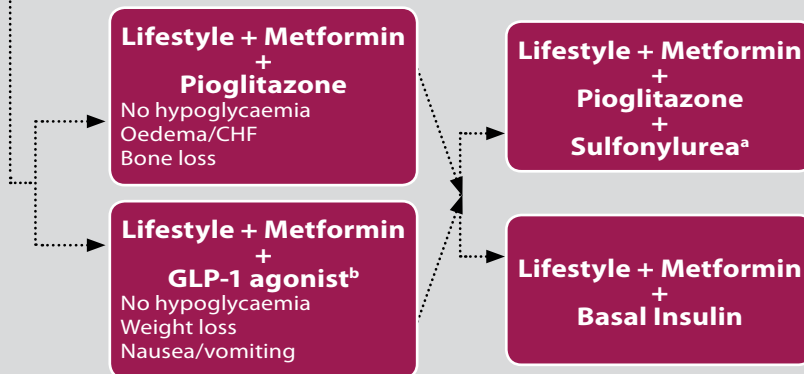 Lifestyle + Metformin
+
Pioglitazone
No hypoglycaemia
Oedema/CHF
Bone loss
Lifestyle + Metformin
+
GLP-1 agonistᵇ
No hypoglycaemia
Weight loss
Nausea/vomiting
Lifestyle + Metformin
+
Pioglitazone
+
Sulfonylureaᵃ
Lifestyle + Metformin
+
Basal Insulin